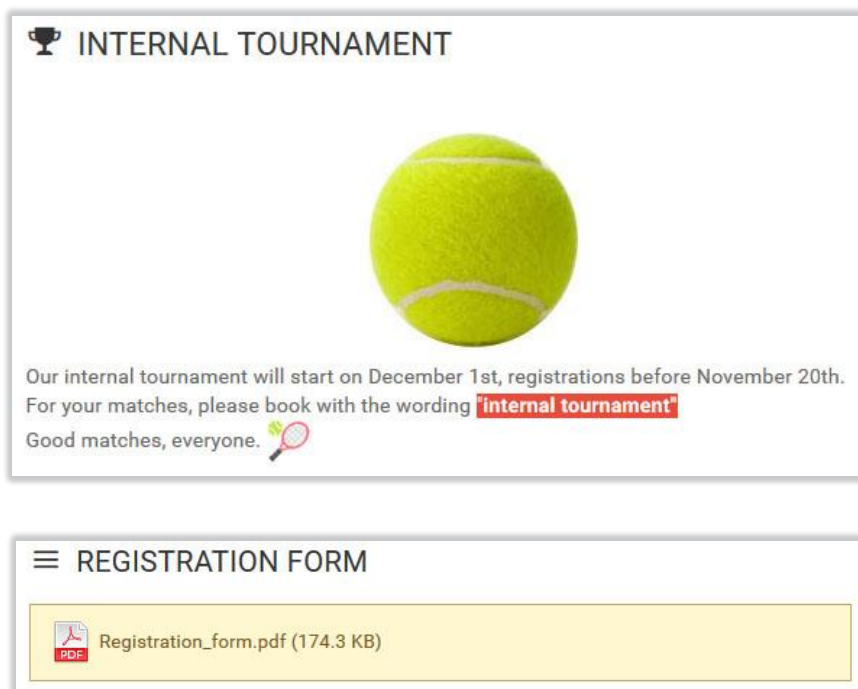 INTERNAL TOURNAMENT
Our internal tournament will start on December 1st, registrations before November 20th.
For your matches, please book with the wording "internal tournament"
Good matches, everyone.
REGISTRATION FORM
PDF
Registration_form.pdf (174.3 KB)